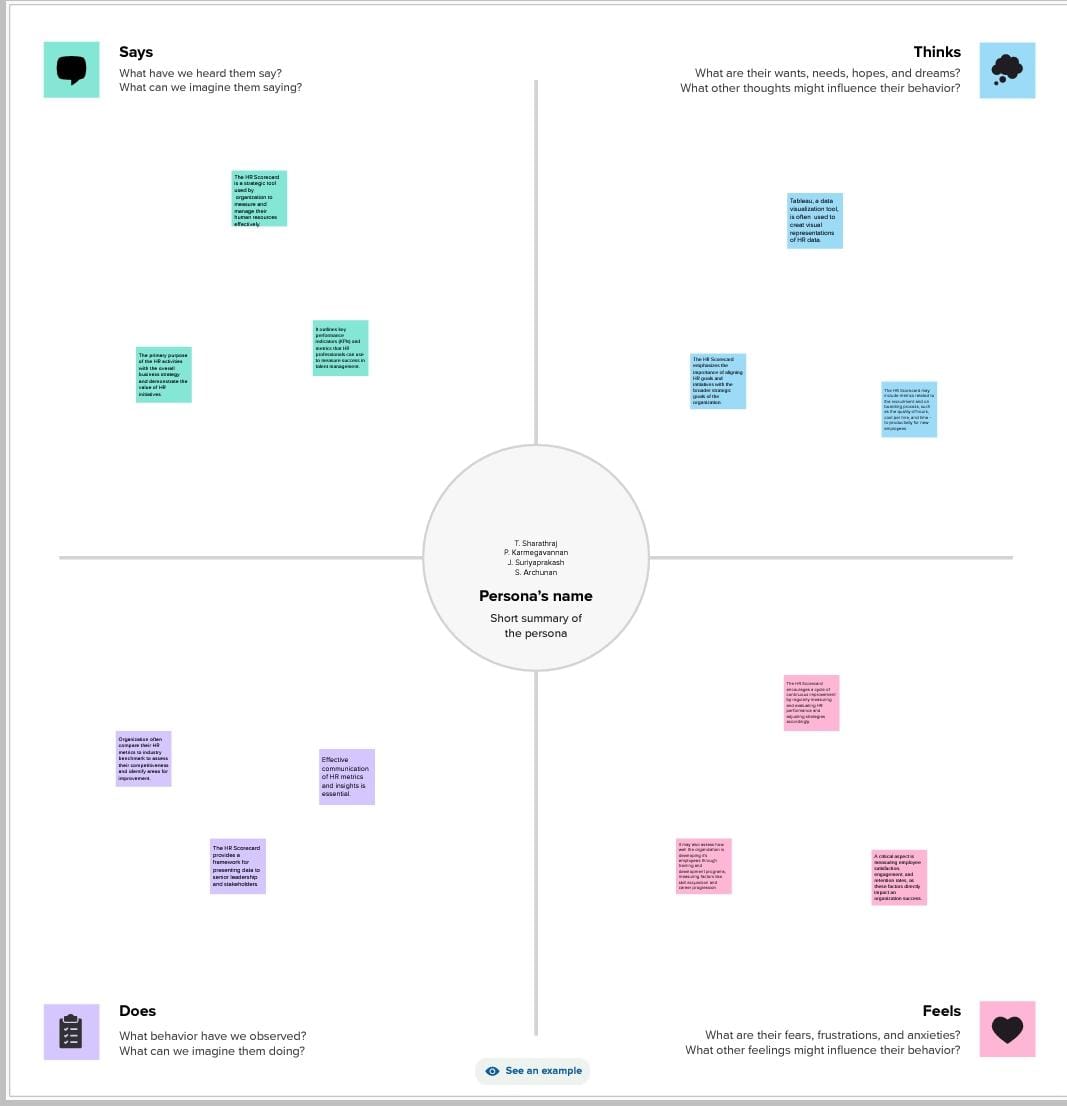 Says
What have we heard them say?
What can we imagine them saying?
Thinks
What are their wants, needs, hopes, and dreams?
What other thoughts might influence their behavior?
The HR Scorecard
is a strategic tool
used by
organization to
measure and
manage their
human resources
effectively.
The primary purpose
of the HR activities
with the overall
business strategy
and demonstrate the
value of HR
initiatives
It outlines key
performance
indicators (KPIs) and
metrics that HR
professionals can use
to measure success in
talent management.
Tableau, a data
visualization tool,
is often used to
creat visual
representations
of HR data.
The HR Scorecard
emphasizes the
importance of aligning
HR goals and
initiatives with the
broader strategic
goals of the
organization
The HR Scorecard may
include metrics related to
the recruitment and on
boarding process, such
as the quality of hours,
cost per hire, and time -
to productivity for new
employees
T. Sharathraj
P. Karmegavannan
J. Suriyaprakash
S. Archunan
Persona's name
Short summary of
the persona
Organization often
compare their HR
metrics to industry
benchmark to assess
their competitiveness
and identify areas for
improvement.
Effective
communication
of HR metrics
and insights is
essential.
The HR Scorecard
provides a
framework for
presenting data to
senior leadership
and stakeholders
The HR Scorecard
encourages a cycle of
continuous improvement
by regularly measuring
and evaluating HR
performance and
adjusting strategies
accordingly.
It may also assess how
well the organization is
developing it's
employees through
training and
development programs,
measuring factors like
skill acquisition and
career progression
A critical aspect is
measuring employee
satisfaction,
engagement, and
retention rates, as
these factors directly
impact an
organization success.
Does
What behavior have we observed?
What can we imagine them doing?
Feels
What are their fears, frustrations, and anxieties?
What other feelings might influence their behavior?
See an example